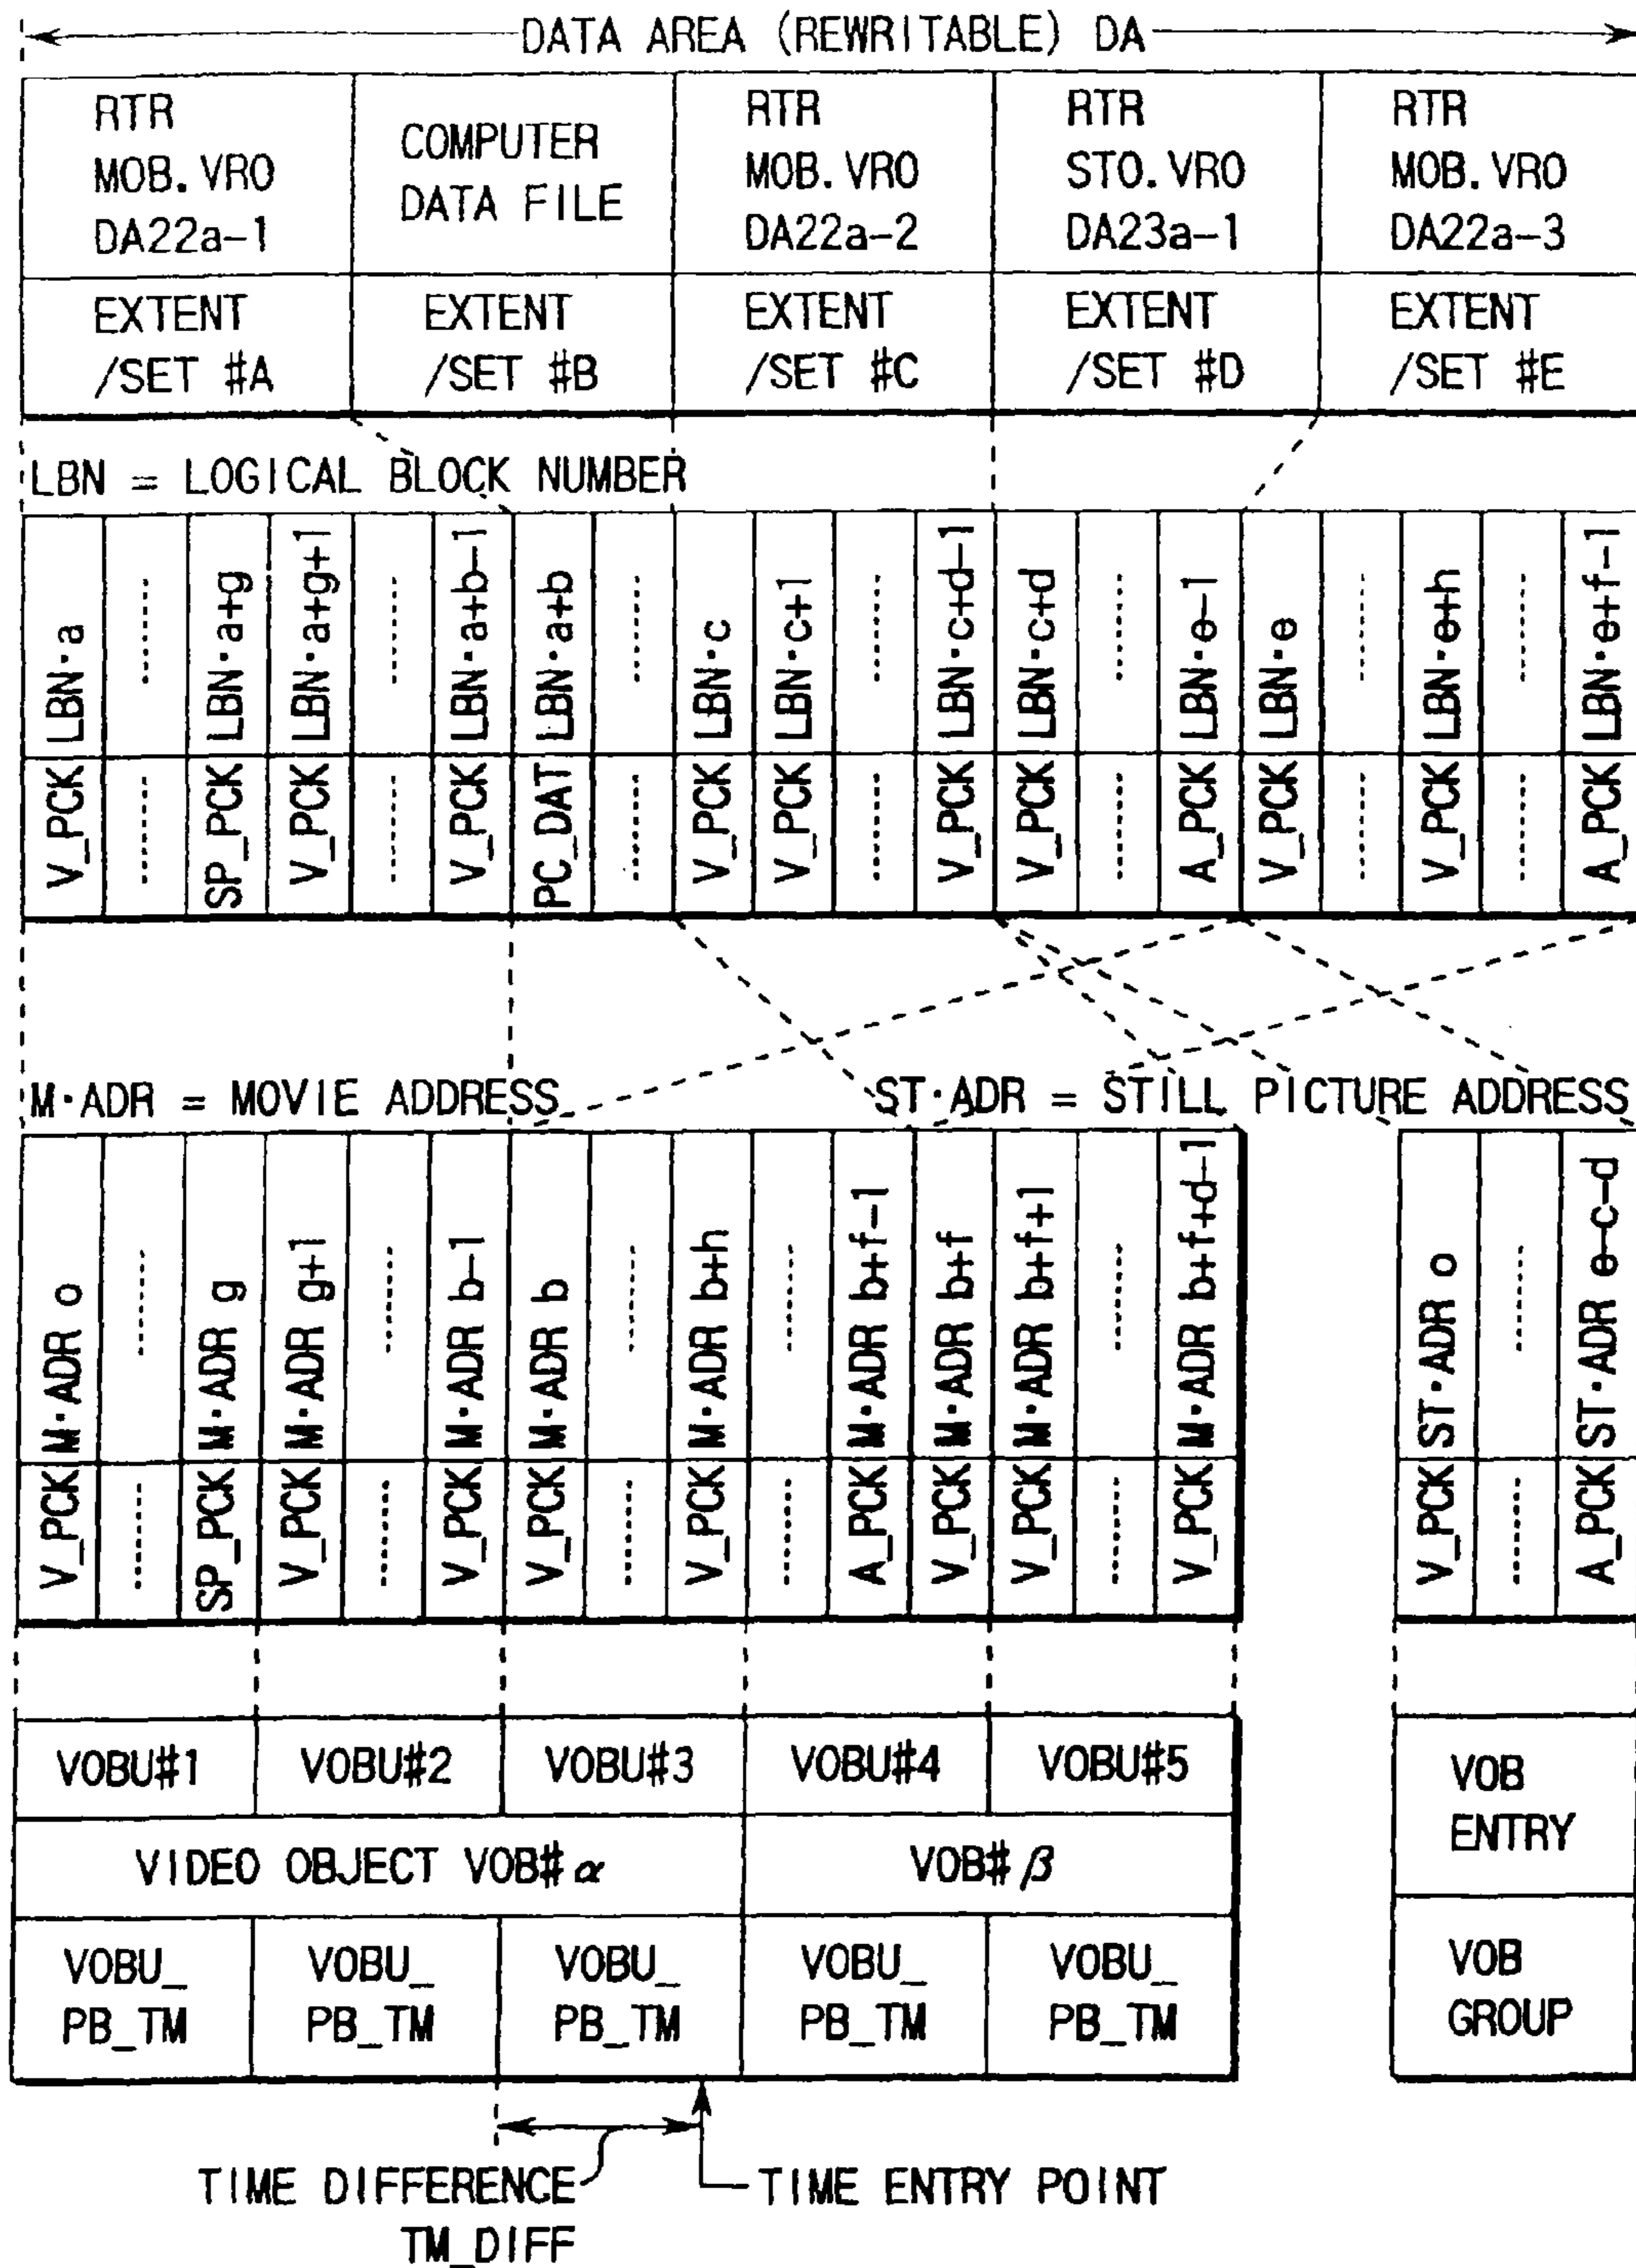 DATA AREA (REWRITABLE) DA
RTR
MOB.VRO
DA22a-1
COMPUTER
DATA FILE
RTR
MOB.VRO
DA22a-2
RTR
STO.VRO
DA23a-1
RTR
MOB.VRO
DA22a-3
EXTENT
/SET #A
EXTENT
/SET #B
EXTENT
/SET #C
EXTENT
/SET #D
EXTENT
/SET #E
LBN = LOGICAL BLOCK NUMBER
V_PCK LBN·a
SP_PCK LBN·a+g
V_PCK LBN·a+g+1
V_PCK LBN·a+b-1
PC_DAT LBN·a+b
V_PCK LBN·c
V_PCK LBN·c+1
V_PCK LBN·c+d-1
V_PCK LBN·c+d
A_PCK LBN·e-1
V_PCK LBN·e
V_PCK LBN·e+h
A_PCK LBN·e+f-1
M·ADR = MOVIE ADDRESS
ST·ADR = STILL PICTURE ADDRESS
V_PCK M·ADR o
SP_PCK M·ADR g
V_PCK M·ADR g+1
V_PCK M·ADR b-1
V_PCK M·ADR b
V_PCK M·ADR b+h
A_PCK M·ADR b+f-1
V_PCK M·ADR b+f
V_PCK M·ADR b+f+1
V_PCK M·ADR b+f+d-1
V_PCK ST·ADR o
A_PCK ST·ADR e-c-d
VOBU#1
VOBU#2
VOBU#3
VOBU#4
VOBU#5
VOB
ENTRY
VIDEO OBJECT VOB#α
VOB#β
VOBU_
PB_TM
VOBU_
PB_TM
VOBU_
PB_TM
VOBU_
PB_TM
VOBU_
PB_TM
VOB
GROUP
TIME DIFFERENCE
TM_DIFF
TIME ENTRY POINT